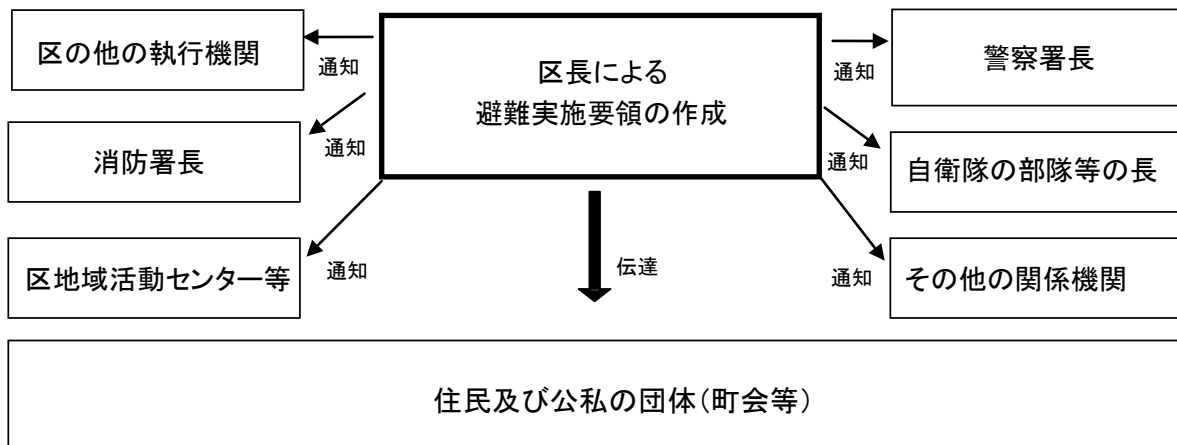 区の他の執行機関
通知
区長による
避難実施要領の作成
通知
警察署長
消防署長
通知
通知
自衛隊の部隊等の長
区地域活動センター等
通知
伝達
通知
その他の関係機関
住民及び公私の団体(町会等)